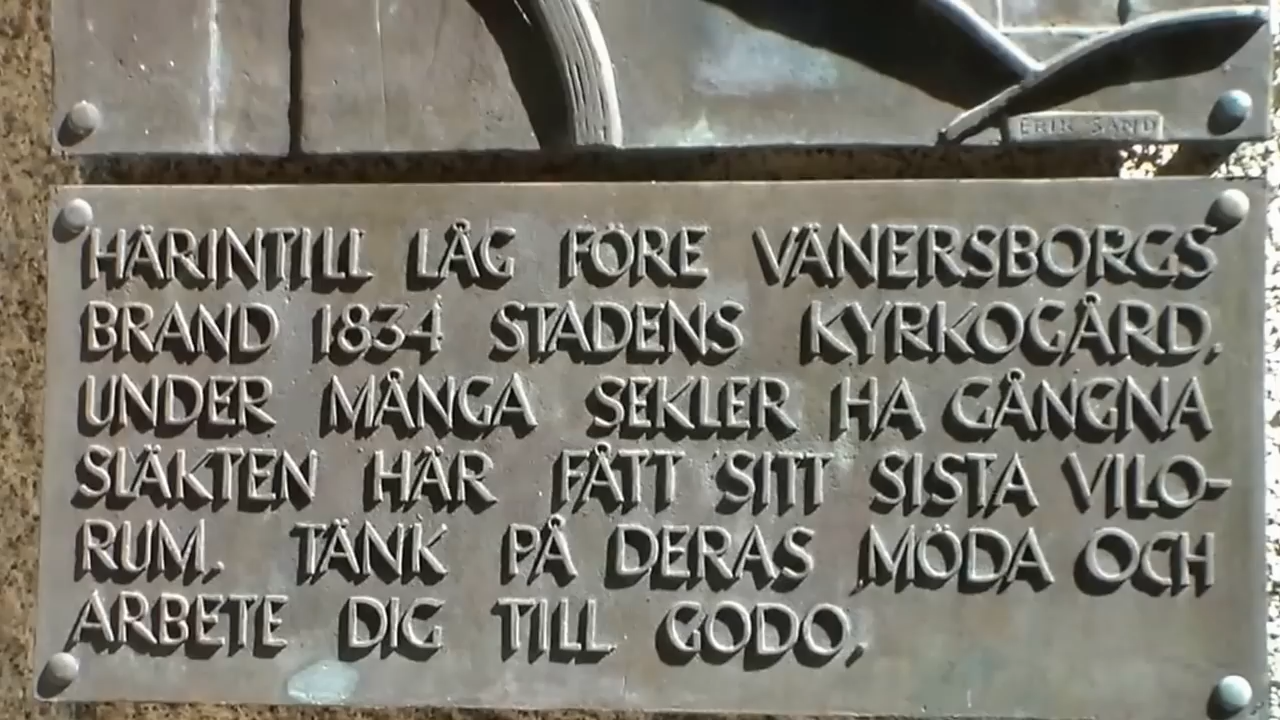 ERIK SAND
HÄRINTILL LÅG FÖRE VÄNERSBORGS
BRAND 1834 STADENS KYRKOGÅRD.
UNDER MÅNGA SEKLER HA GÅNGNA
SLÄKTEN HÄR FÅTT SITT SISTA VILO-
RUM. TÄNK PÅ DERAS MÖDA OCH
ARBETE DIG TILL GODO.